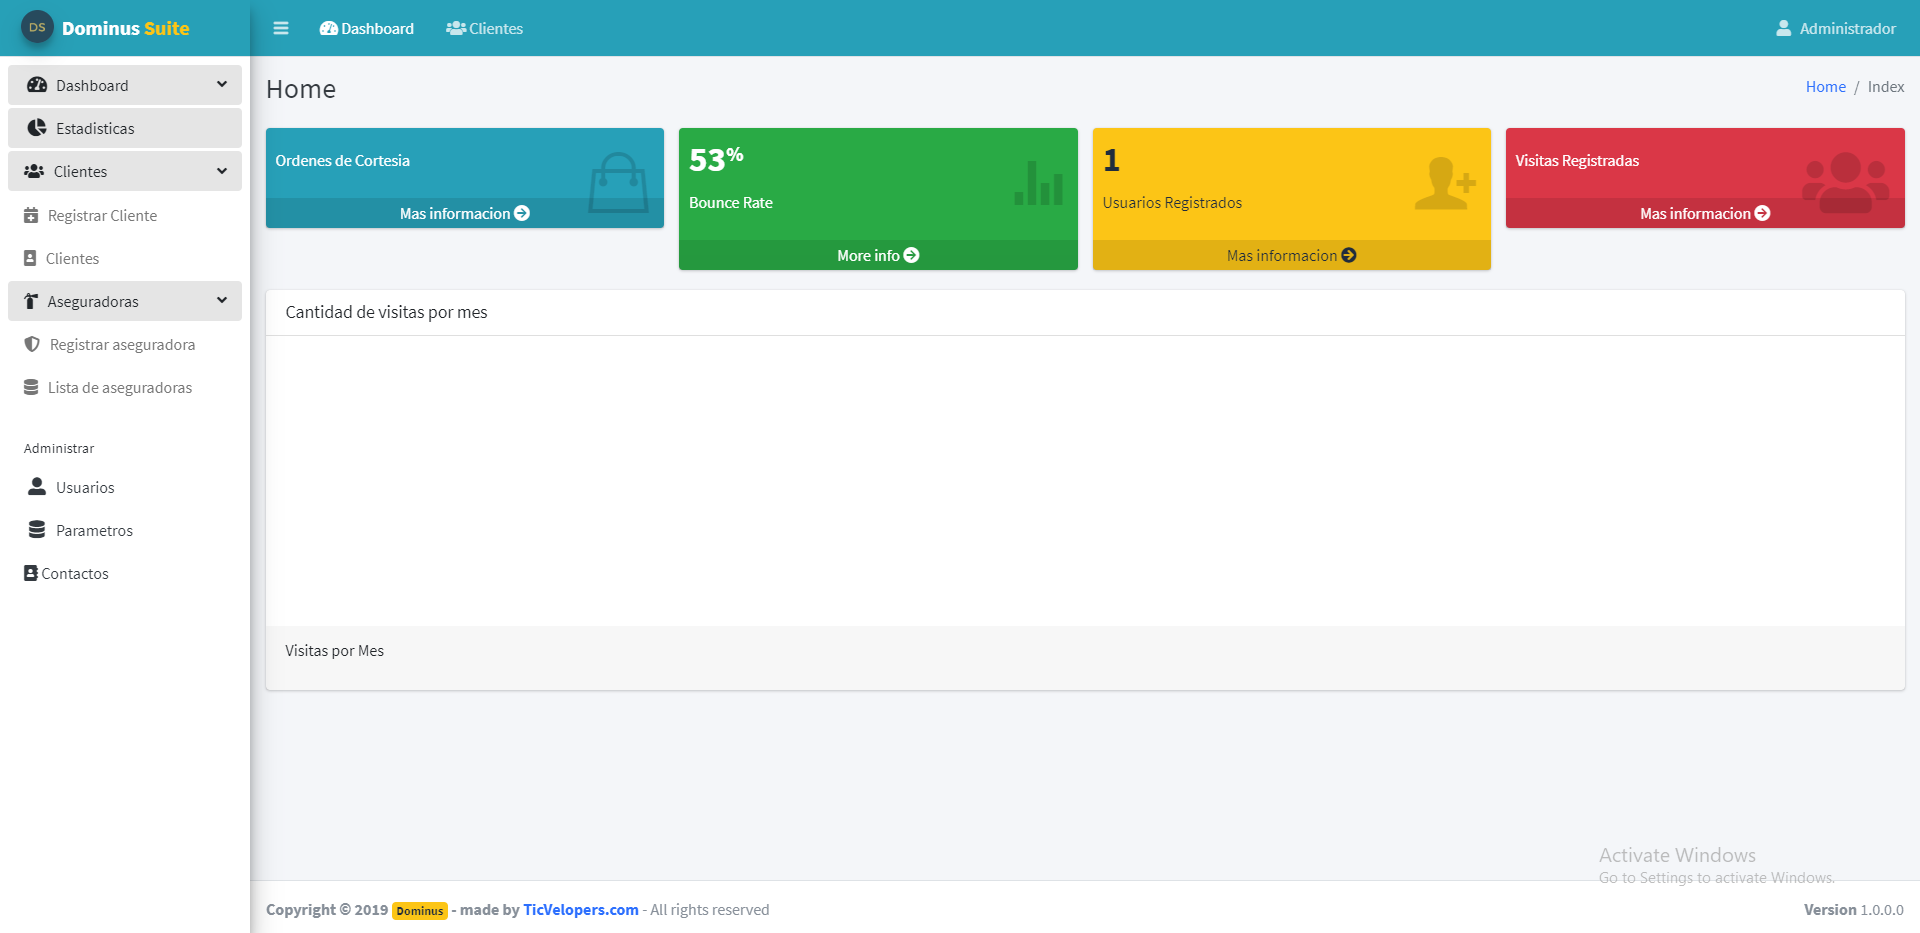 DS Dominus Suite
Dashboard Clientes
Administrador
Dashboard
Estadisticas
Clientes
Registrar Cliente
Clientes
Aseguradoras
Registrar aseguradora
Lista de aseguradoras
Administrar
Usuarios
Parametros
Contactos
Home
Home / Index
Ordenes de Cortesia
Mas informacion
53%
Bounce Rate
More info
1
Usuarios Registrados
Mas informacion
Visitas Registradas
Mas informacion
Cantidad de visitas por mes
Visitas por Mes
Activate Windows
Go to Settings to activate Windows.
Copyright © 2019 Dominus - made by TicVelopers.com - All rights reserved
Version 1.0.0.0